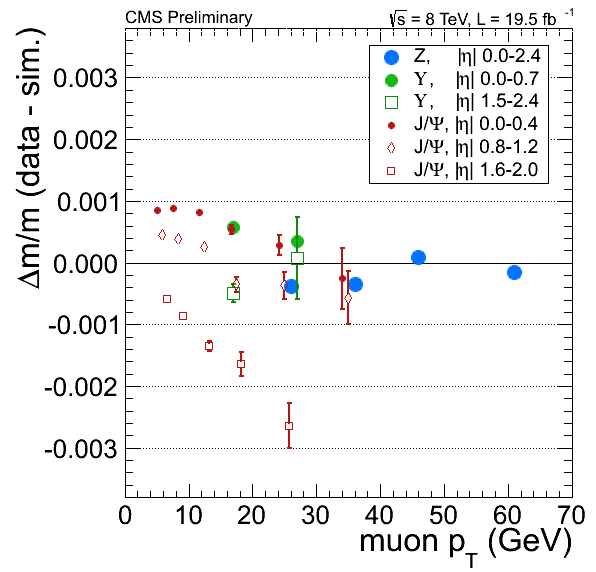 CMS Preliminary
√s = 8 TeV, L = 19.5 fb⁻¹
Δm/m (data - sim.)
Z, |η| 0.0-2.4
Υ, |η| 0.0-0.7
Υ, |η| 1.5-2.4
J/Ψ, |η| 0.0-0.4
J/Ψ, |η| 0.8-1.2
J/Ψ, |η| 1.6-2.0
0.003
0.002
0.001
0.000
-0.001
-0.002
-0.003
0 10 20 30 40 50 60 70
muon p_T (GeV)